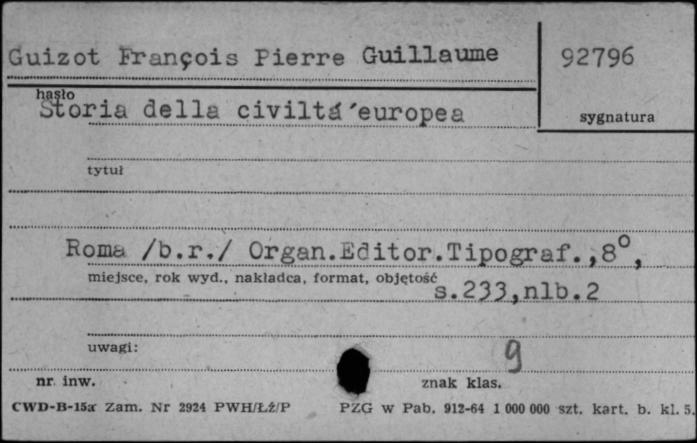 Guizot François Pierre Guillaume
92796
hasło
Storia della civiltá europea
sygnatura
tytuł
Roma /b.r./ Organ.Editor.Tipograf.,8°,
miejsce, rok wyd., nakładca, format, objętość
s.233,nlb.2
uwagi:
9
nr. inw.
znak klas.
CWD-B-15a Zam. Nr 2924 PWH/Łź/P PZG w Pab. 912-64 1 000 000 szt. kart. b. kl. 5.